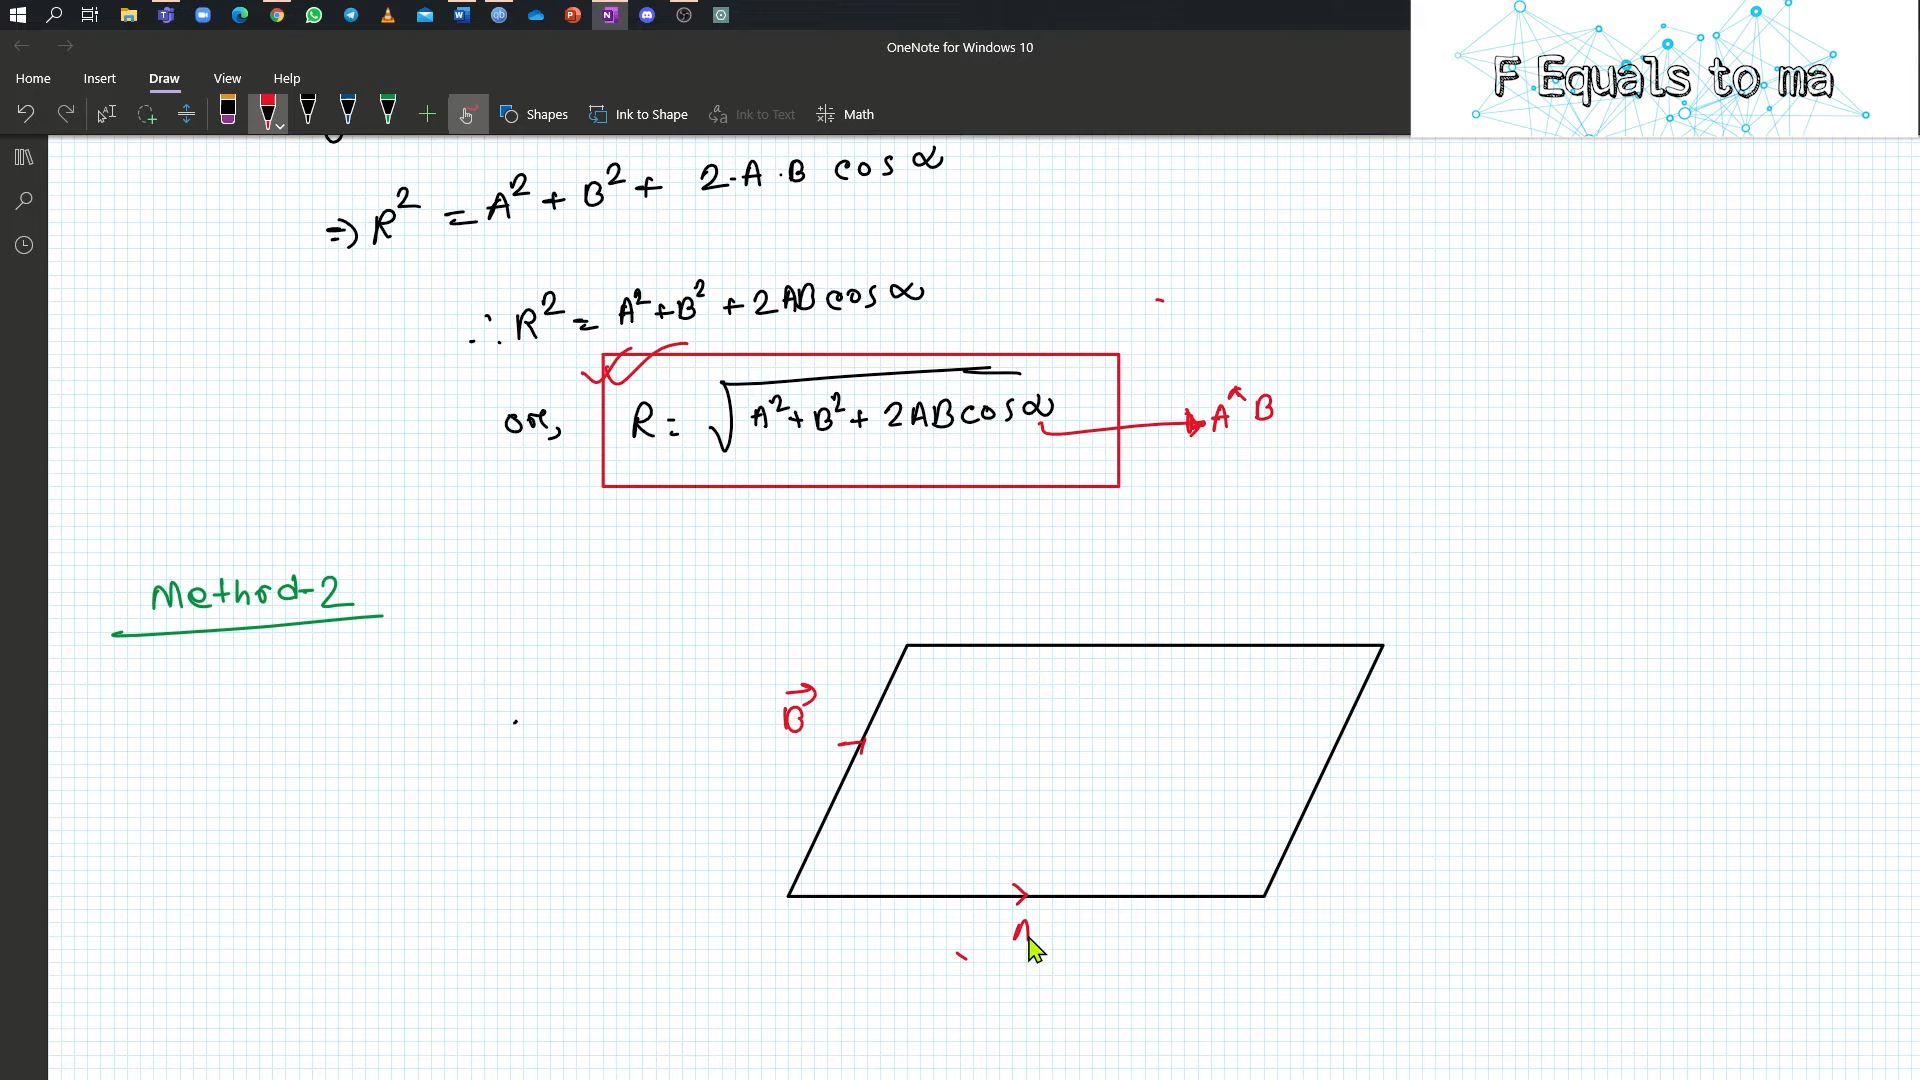 OneNote for Windows 10
F Equals to ma
Home Insert Draw View Help
Shapes Ink to Shape Ink to Text Math
⇒ R² = A² + B² + 2·A·B cos α
∴ R² = A² + B² + 2AB cos α
or, R = √(A² + B² + 2AB cos α) → A ^ B
Method-2
B⃗